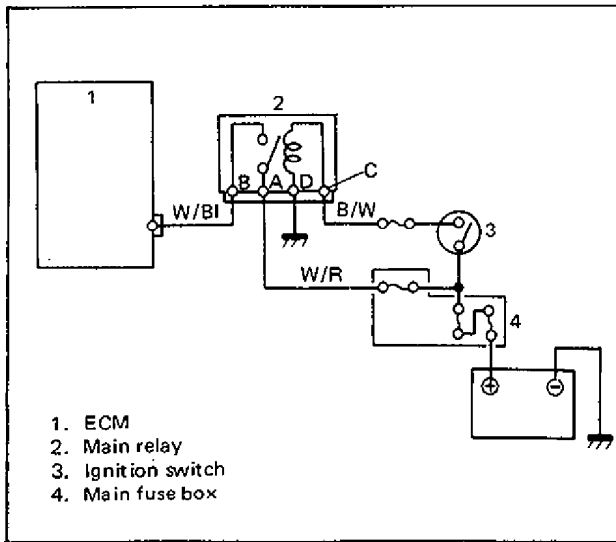 1
2
B A D
C
W/Bl
B/W
3
W/R
4
+ −
1. ECM
2. Main relay
3. Ignition switch
4. Main fuse box